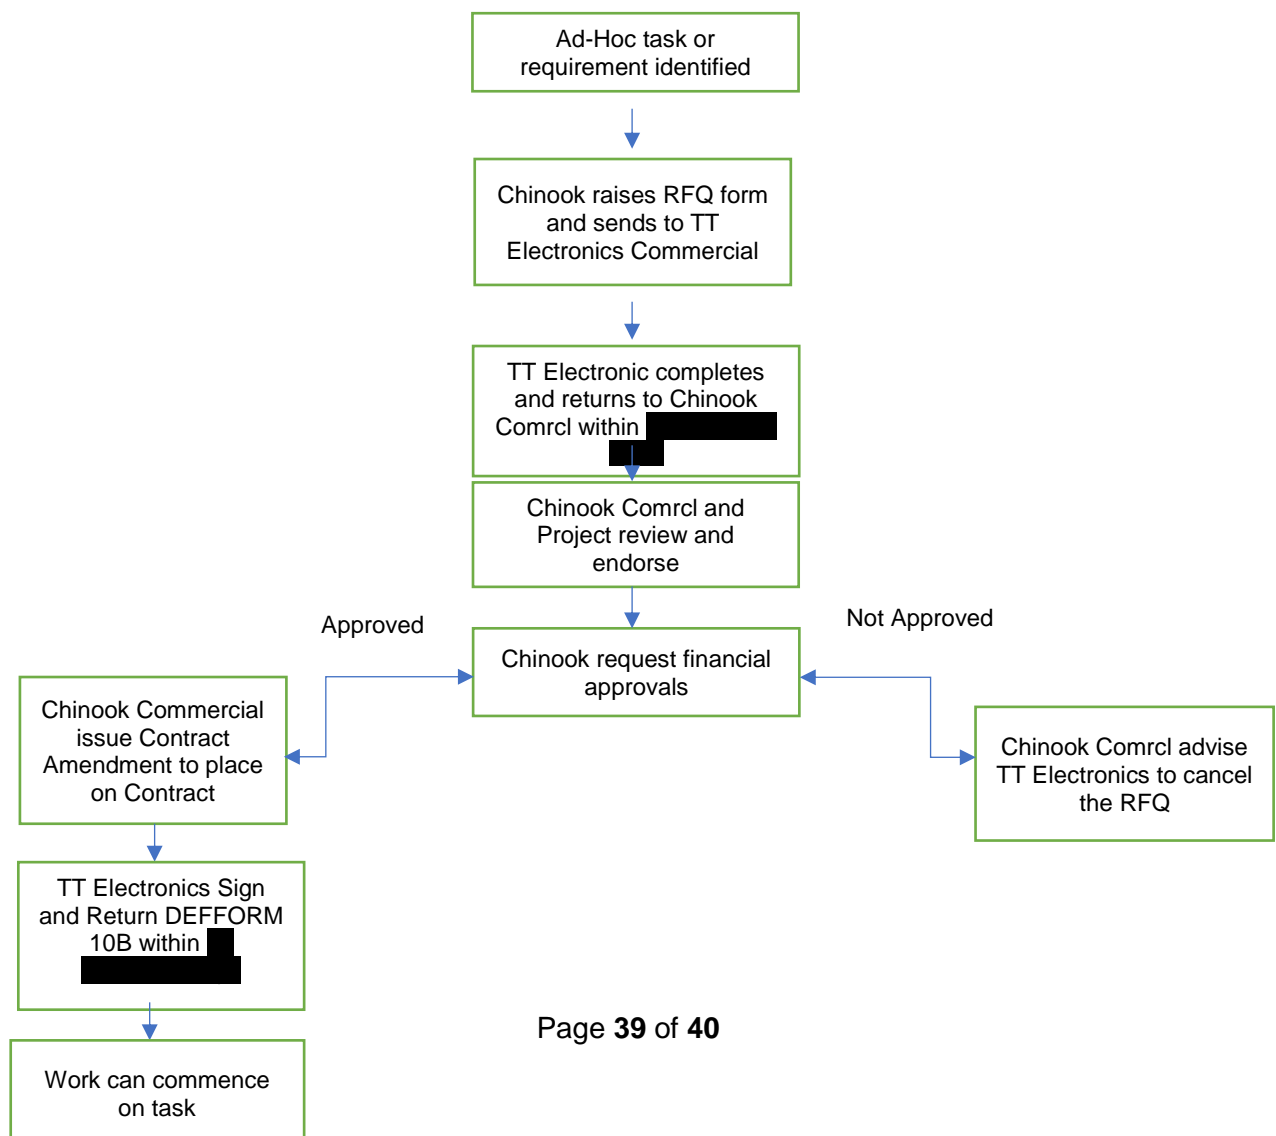 Ad-Hoc task or
requirement identified
Chinook raises RFQ form
and sends to TT
Electronics Commercial
TT Electronic completes
and returns to Chinook
Comrcl within
Chinook Comrcl and
Project review and
endorse
Approved
Not Approved
Chinook request financial
approvals
Chinook Commercial
issue Contract
Amendment to place
on Contract
Chinook Comrcl advise
TT Electronics to cancel
the RFQ
TT Electronics Sign
and Return DEFFORM
10B within
Work can commence
on task
Page 39 of 40